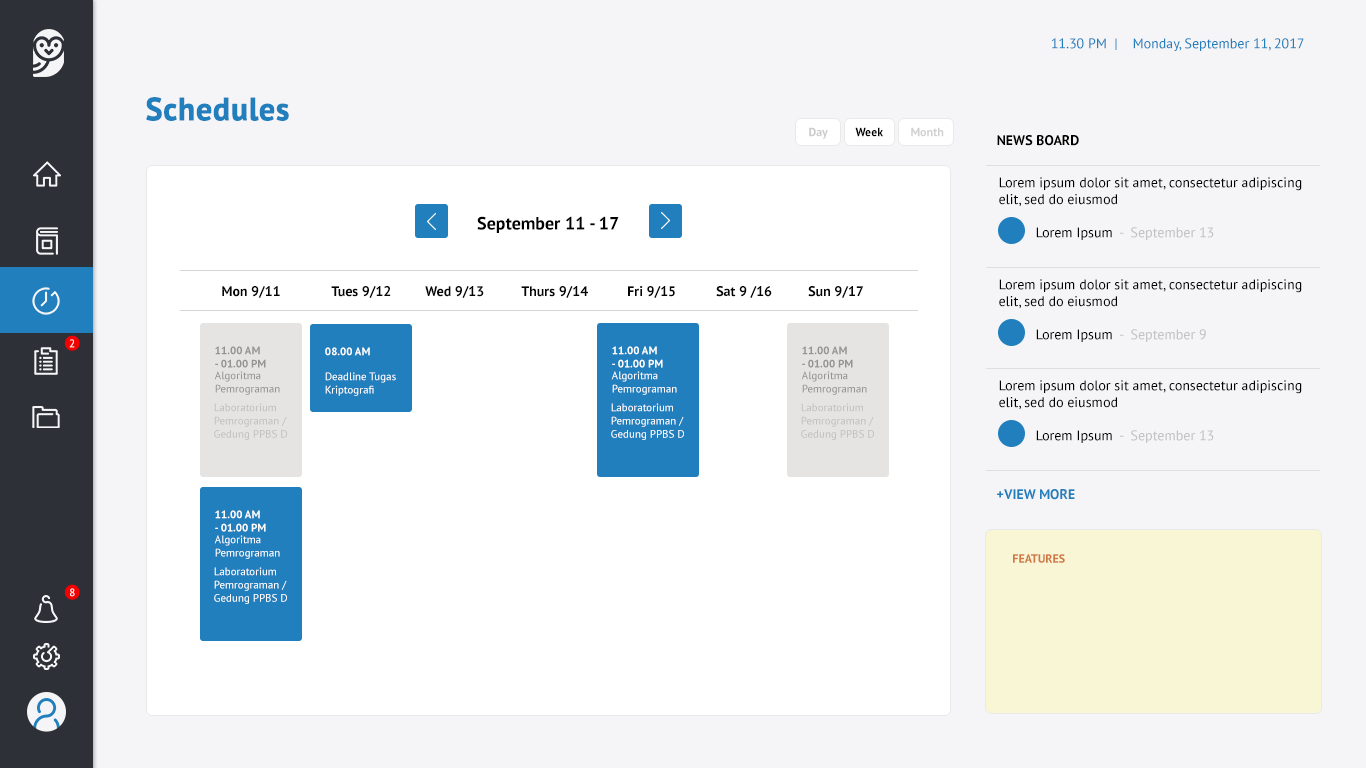 11.30 PM | Monday, September 11, 2017
Schedules
Day Week Month
September 11 - 17
Mon 9/11 Tues 9/12 Wed 9/13 Thurs 9/14 Fri 9/15 Sat 9 /16 Sun 9/17
11.00 AM
- 01.00 PM
Algoritma
Pemrograman
Laboratorium
Pemrograman /
Gedung PPBS D
11.00 AM
- 01.00 PM
Algoritma
Pemrograman
Laboratorium
Pemrograman /
Gedung PPBS D
08.00 AM
Deadline Tugas
Kriptografi
11.00 AM
- 01.00 PM
Algoritma
Pemrograman
Laboratorium
Pemrograman /
Gedung PPBS D
11.00 AM
- 01.00 PM
Algoritma
Pemrograman
Laboratorium
Pemrograman /
Gedung PPBS D
NEWS BOARD
Lorem ipsum dolor sit amet, consectetur adipiscing
elit, sed do eiusmod
Lorem Ipsum - September 13
Lorem ipsum dolor sit amet, consectetur adipiscing
elit, sed do eiusmod
Lorem Ipsum - September 9
Lorem ipsum dolor sit amet, consectetur adipiscing
elit, sed do eiusmod
Lorem Ipsum - September 13
+VIEW MORE
FEATURES
2
8